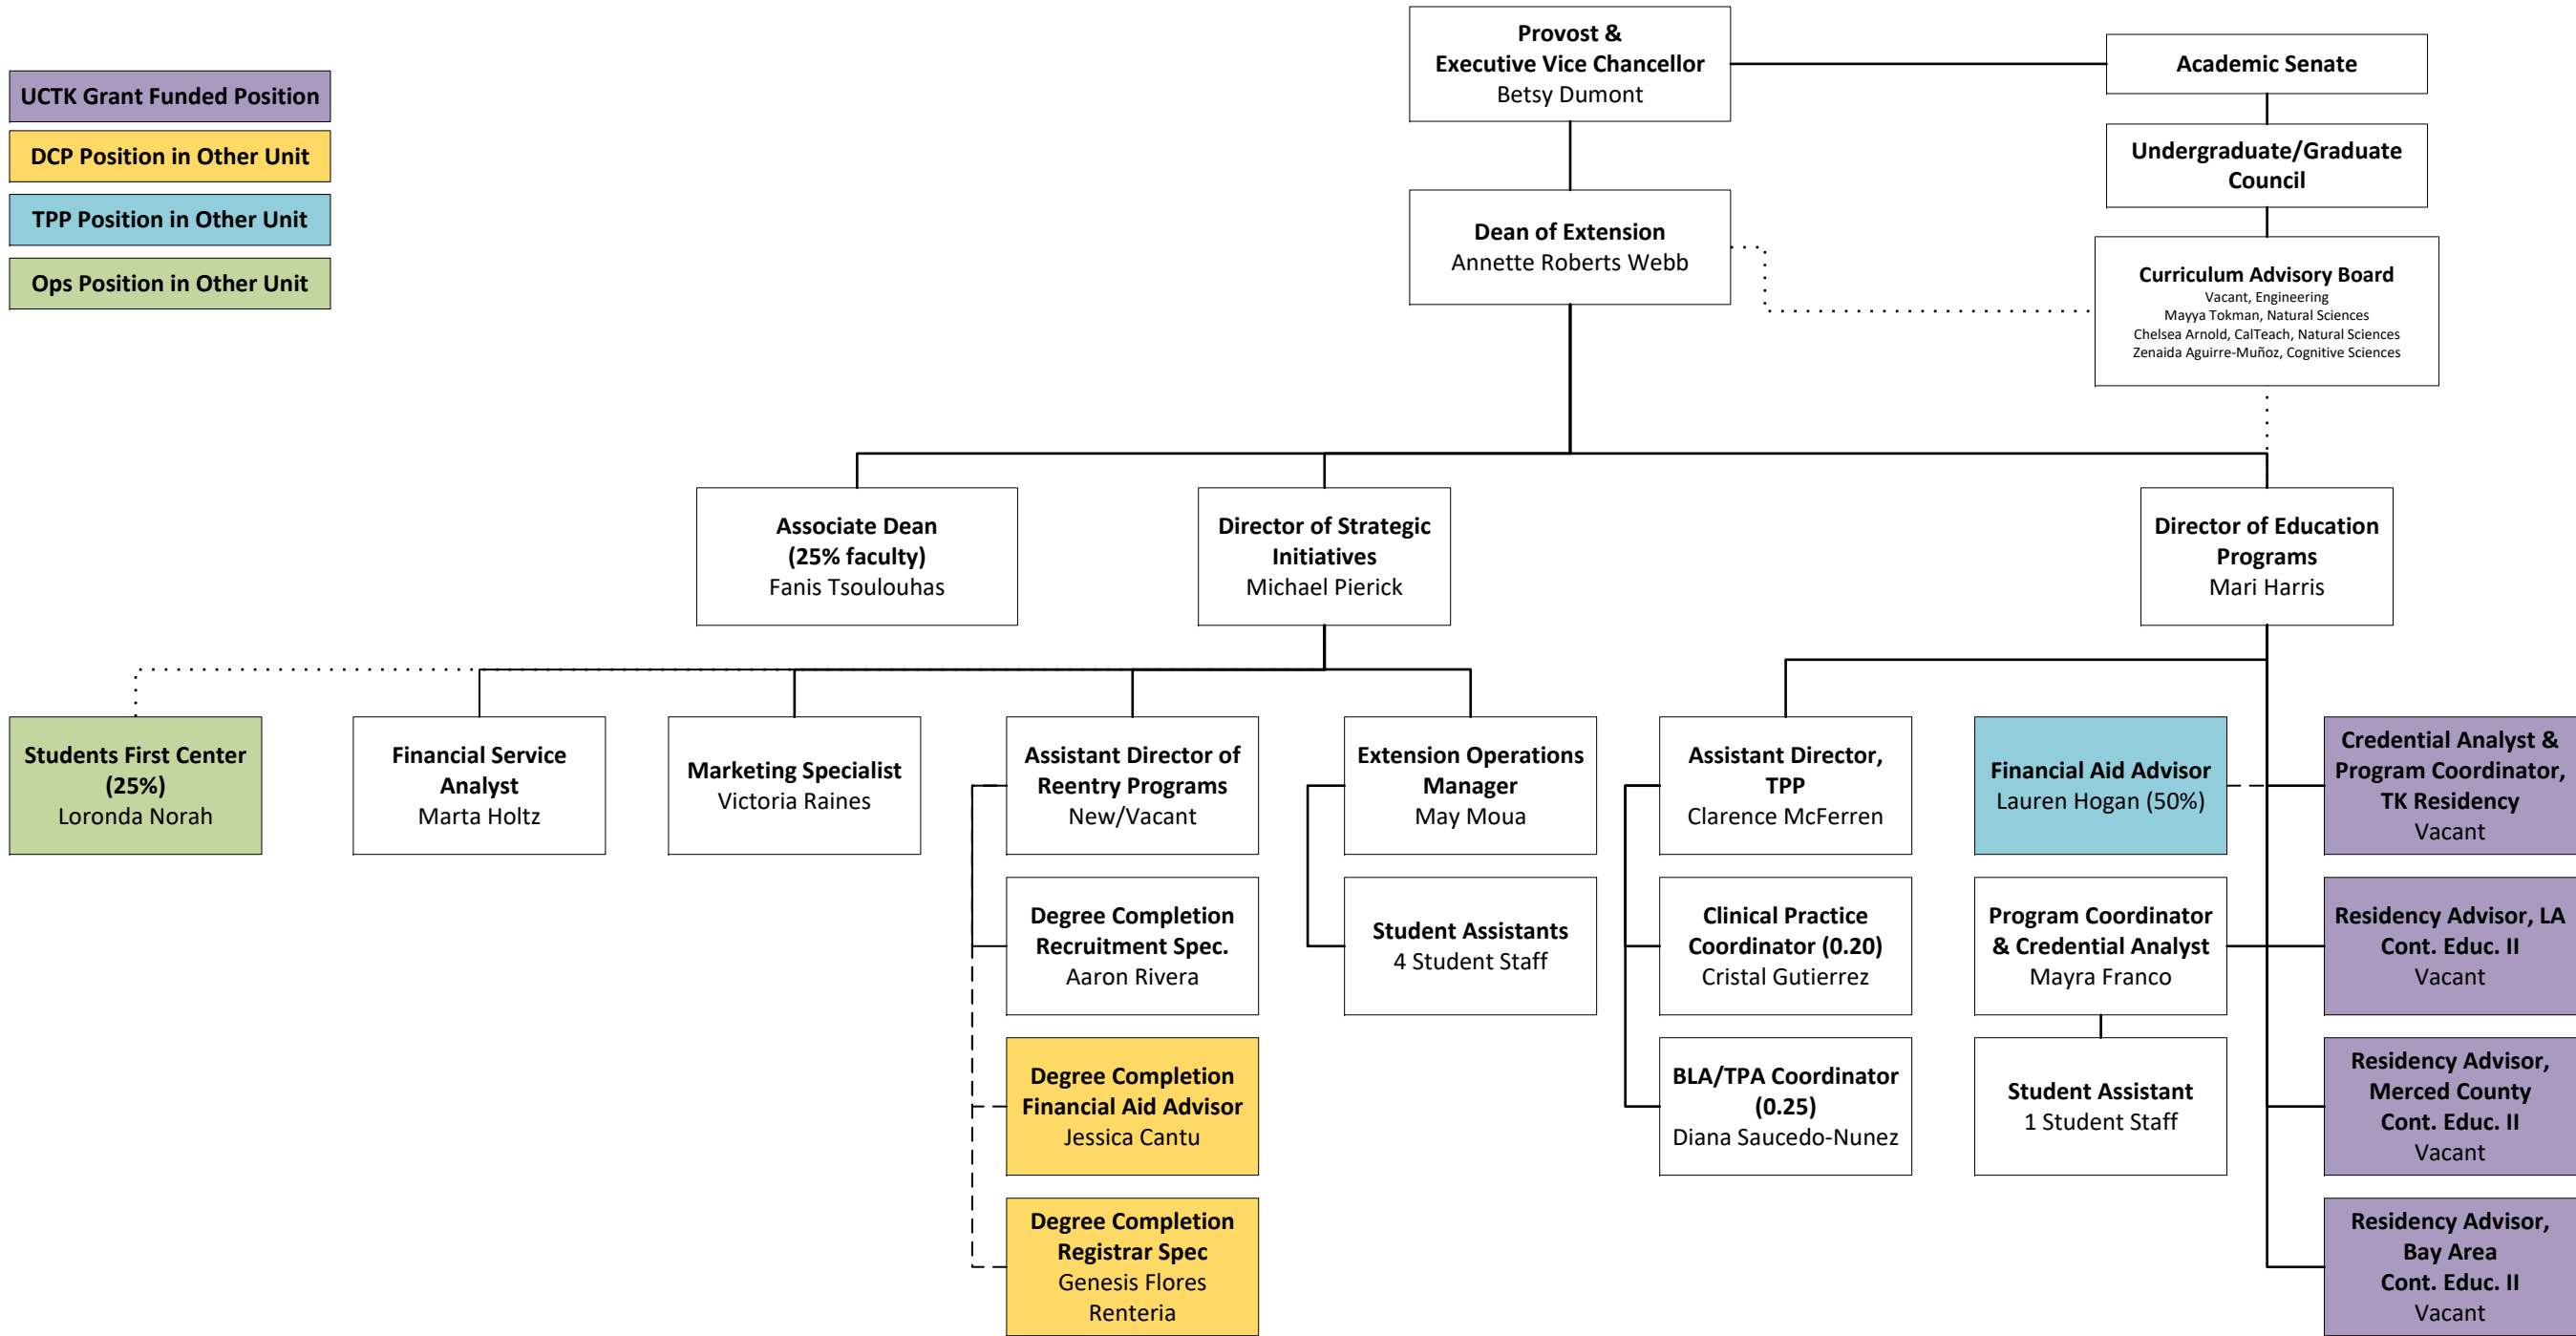 Provost &
Executive Vice Chancellor
Betsy Dumont
Academic Senate
UCTK Grant Funded Position
DCP Position in Other Unit
TPP Position in Other Unit
Ops Position in Other Unit
Undergraduate/Graduate
Council
Dean of Extension
Annette Roberts Webb
Curriculum Advisory Board
Vacant, Engineering
Mayya Tokman, Natural Sciences
Chelsea Arnold, CalTeach, Natural Sciences
Zenaida Aguirre-Muñoz, Cognitive Sciences
Associate Dean
(25% faculty)
Fanis Tsoulouhas
Director of Strategic
Initiatives
Michael Pierick
Director of Education
Programs
Mari Harris
Students First Center
(25%)
Loronda Norah
Financial Service
Analyst
Marta Holtz
Marketing Specialist
Victoria Raines
Assistant Director of
Reentry Programs
New/Vacant
Extension Operations
Manager
May Moua
Assistant Director,
TPP
Clarence McFerren
Financial Aid Advisor
Lauren Hogan (50%)
Credential Analyst &
Program Coordinator,
TK Residency
Vacant
Degree Completion
Recruitment Spec.
Aaron Rivera
Student Assistants
4 Student Staff
Clinical Practice
Coordinator (0.20)
Cristal Gutierrez
Program Coordinator
& Credential Analyst
Mayra Franco
Residency Advisor, LA
Cont. Educ. II
Vacant
Degree Completion
Financial Aid Advisor
Jessica Cantu
BLA/TPA Coordinator
(0.25)
Diana Saucedo-Nunez
Student Assistant
1 Student Staff
Residency Advisor,
Merced County
Cont. Educ. II
Vacant
Degree Completion
Registrar Spec
Genesis Flores
Renteria
Residency Advisor,
Bay Area
Cont. Educ. II
Vacant